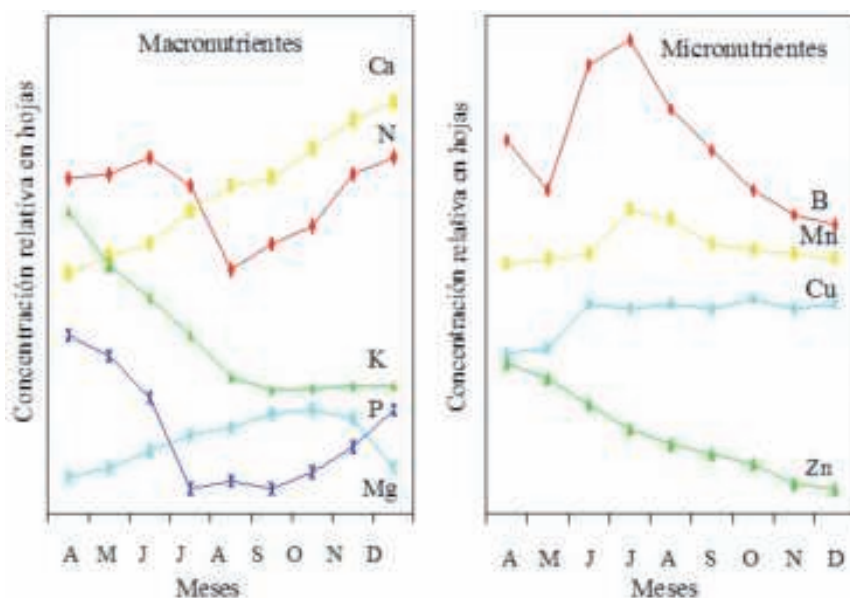 Macronutrientes
Concentración relativa en hojas
Ca
N
K
P
Mg
A M J J A S O N D
Meses
Micronutrientes
Concentración relativa en hojas
B
Mn
Cu
Zn
A M J J A S O N D
Meses